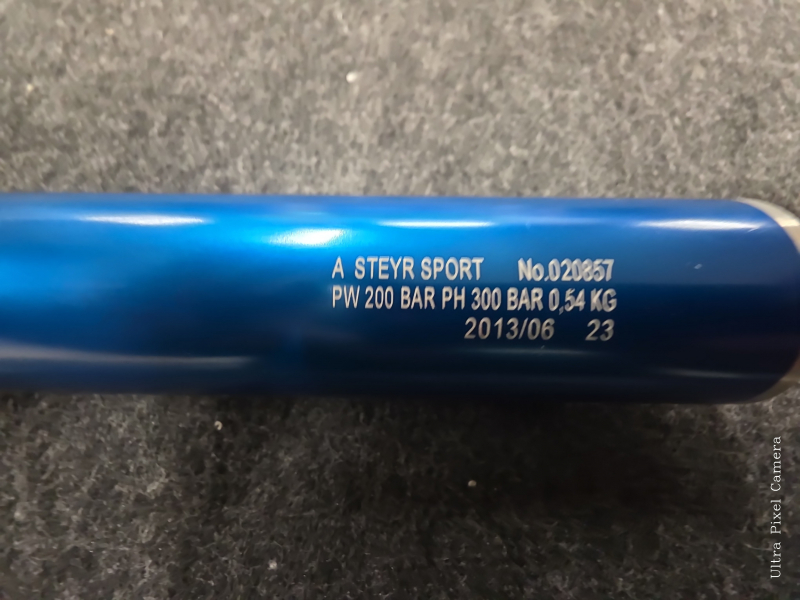 A STEYR SPORT No.020857
PW 200 BAR PH 300 BAR 0,54 KG
2013/06 23
Ultra Pixel Camera